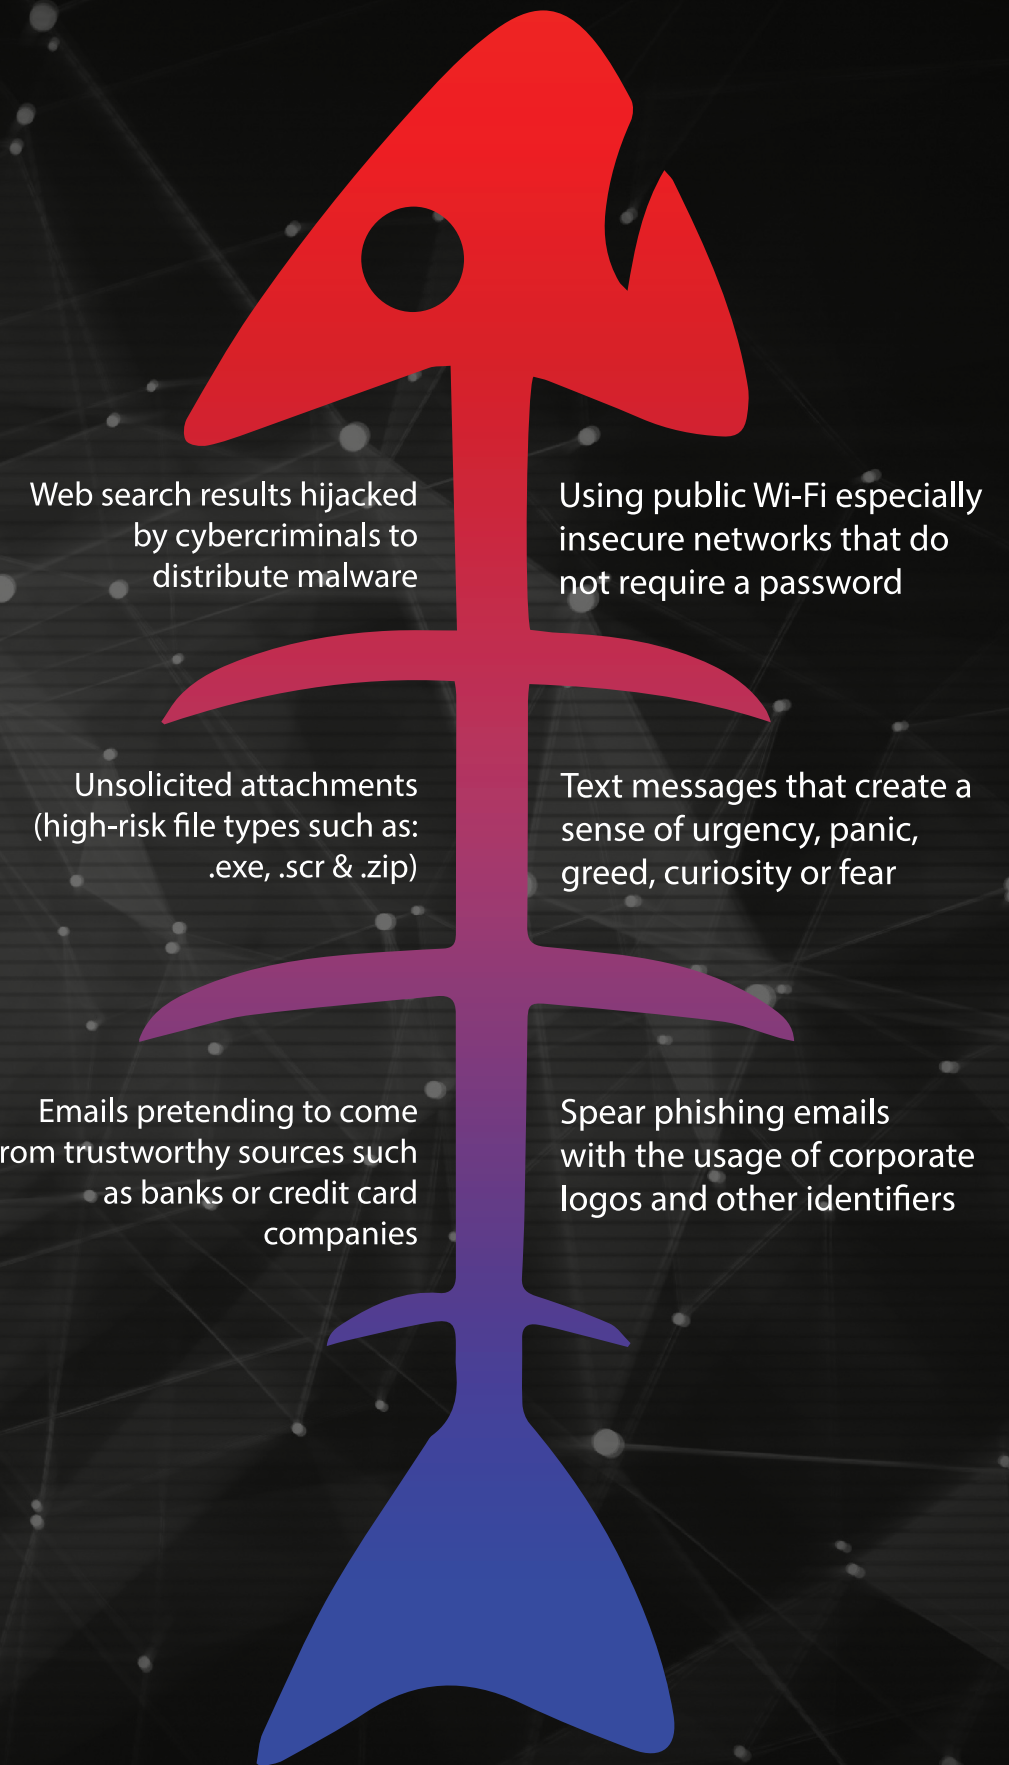 Web search results hijacked
by cybercriminals to
distribute malware
Using public Wi-Fi especially
insecure networks that do
not require a password
Unsolicited attachments
(high-risk file types such as:
.exe, .scr & .zip)
Text messages that create a
sense of urgency, panic,
greed, curiosity or fear
Emails pretending to come
rom trustworthy sources such
as banks or credit card
companies
Spear phishing emails
with the usage of corporate
logos and other identifiers